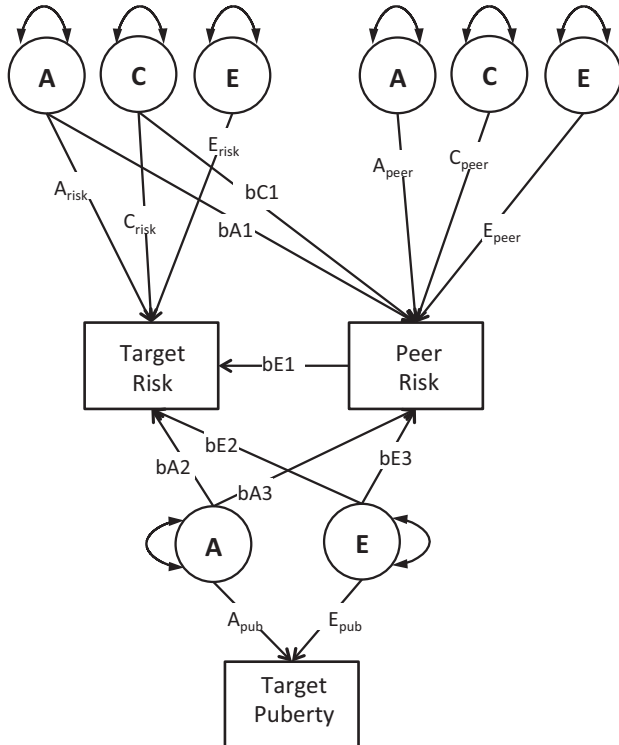 A C E A C E
A_risk C_risk E_risk bC1 bA1 A_peer C_peer E_peer
Target
Risk
Peer
Risk
bE1
bA2 bE2 bA3 bE3
A E
A_pub E_pub
Target
Puberty